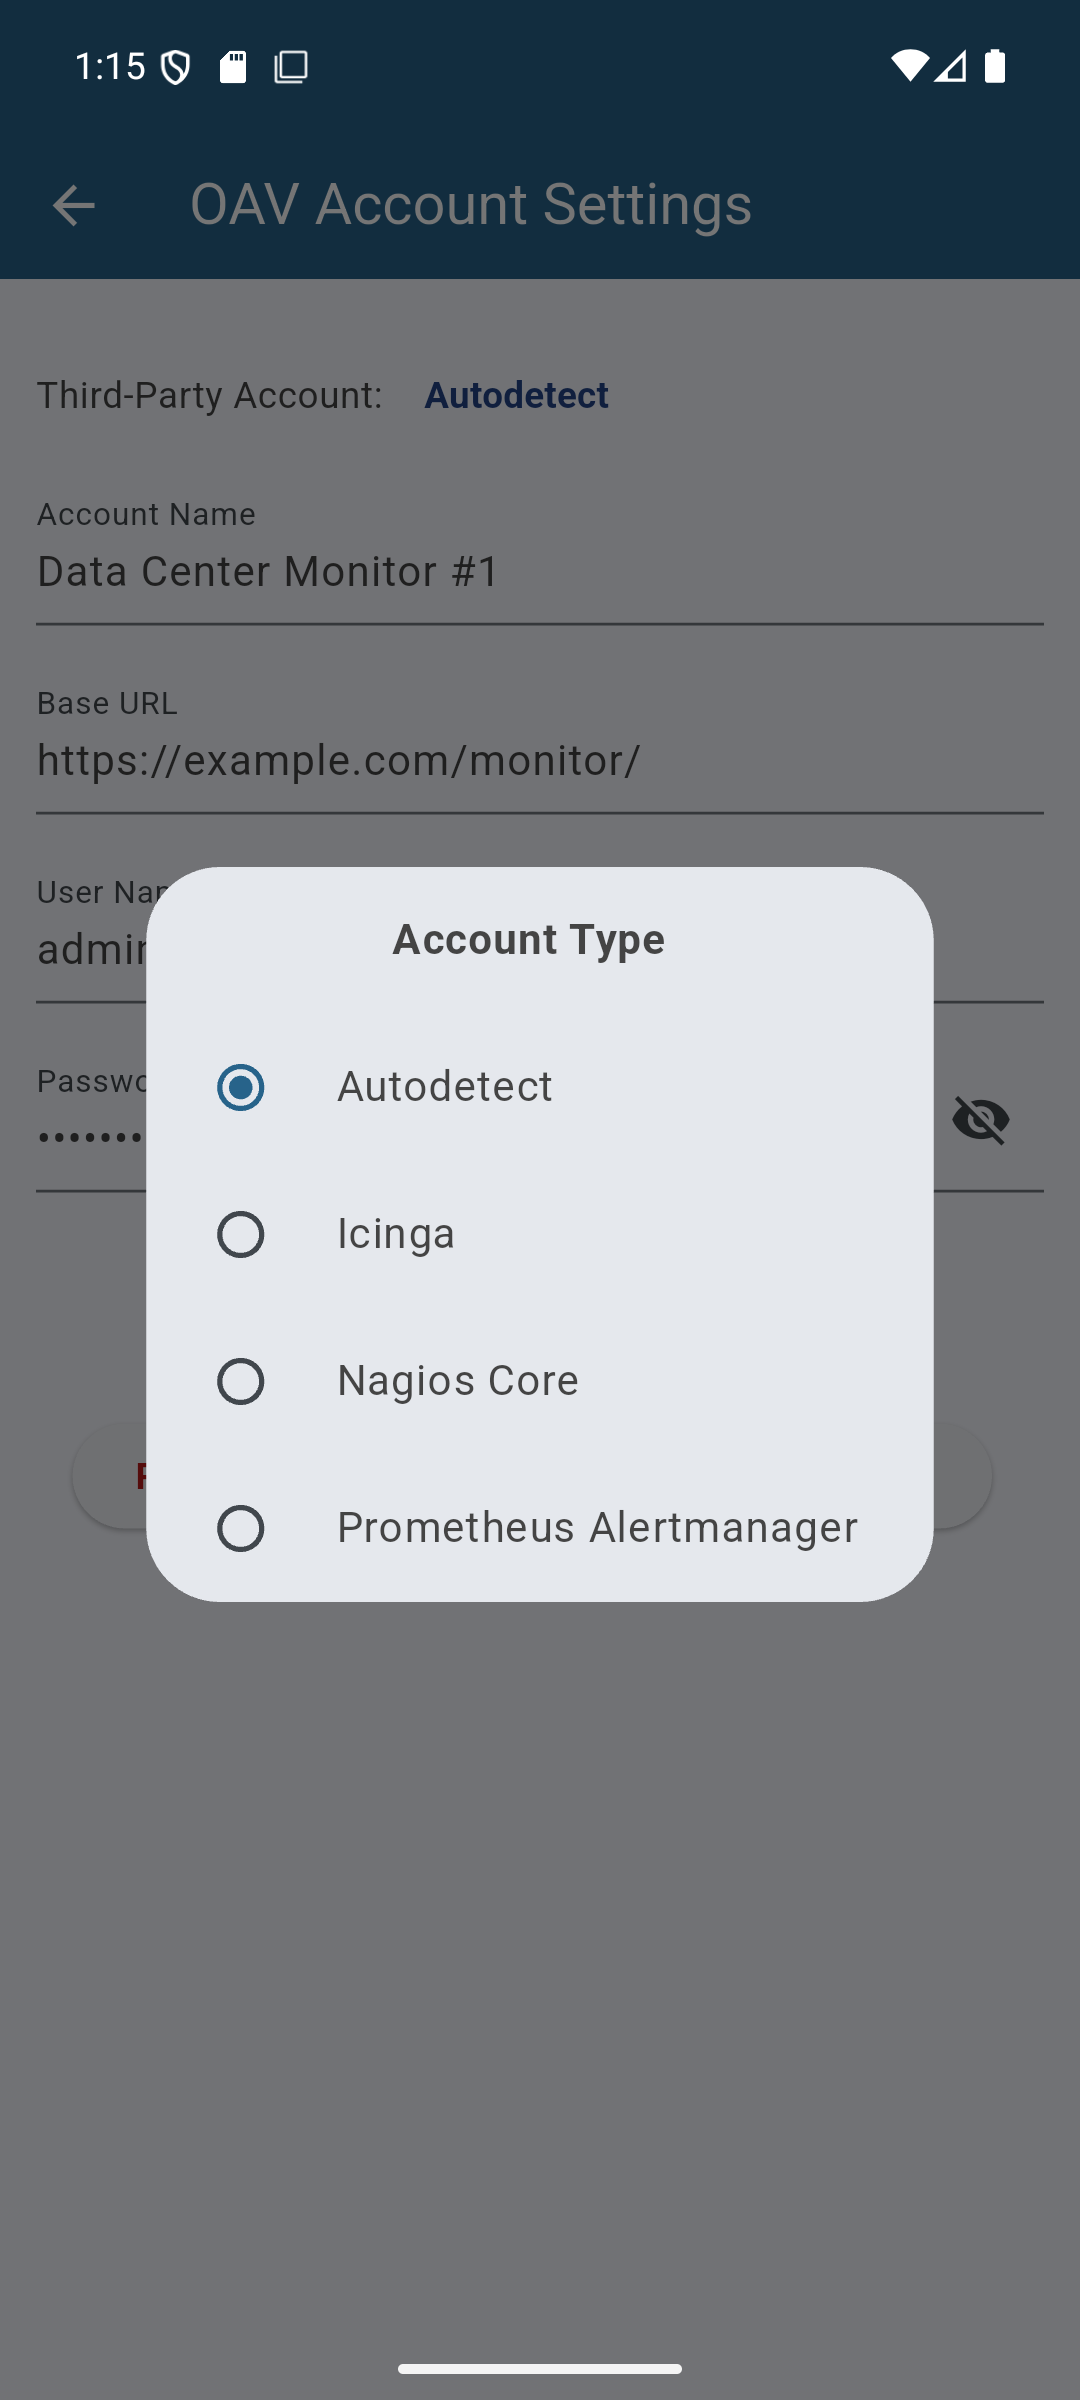 1:15
OAV Account Settings
Third-Party Account: Autodetect
Account Name
Data Center Monitor #1
Base URL
https://example.com/monitor/
User
Account Type
Autodetect
Icinga
Nagios Core
Prometheus Alertmanager